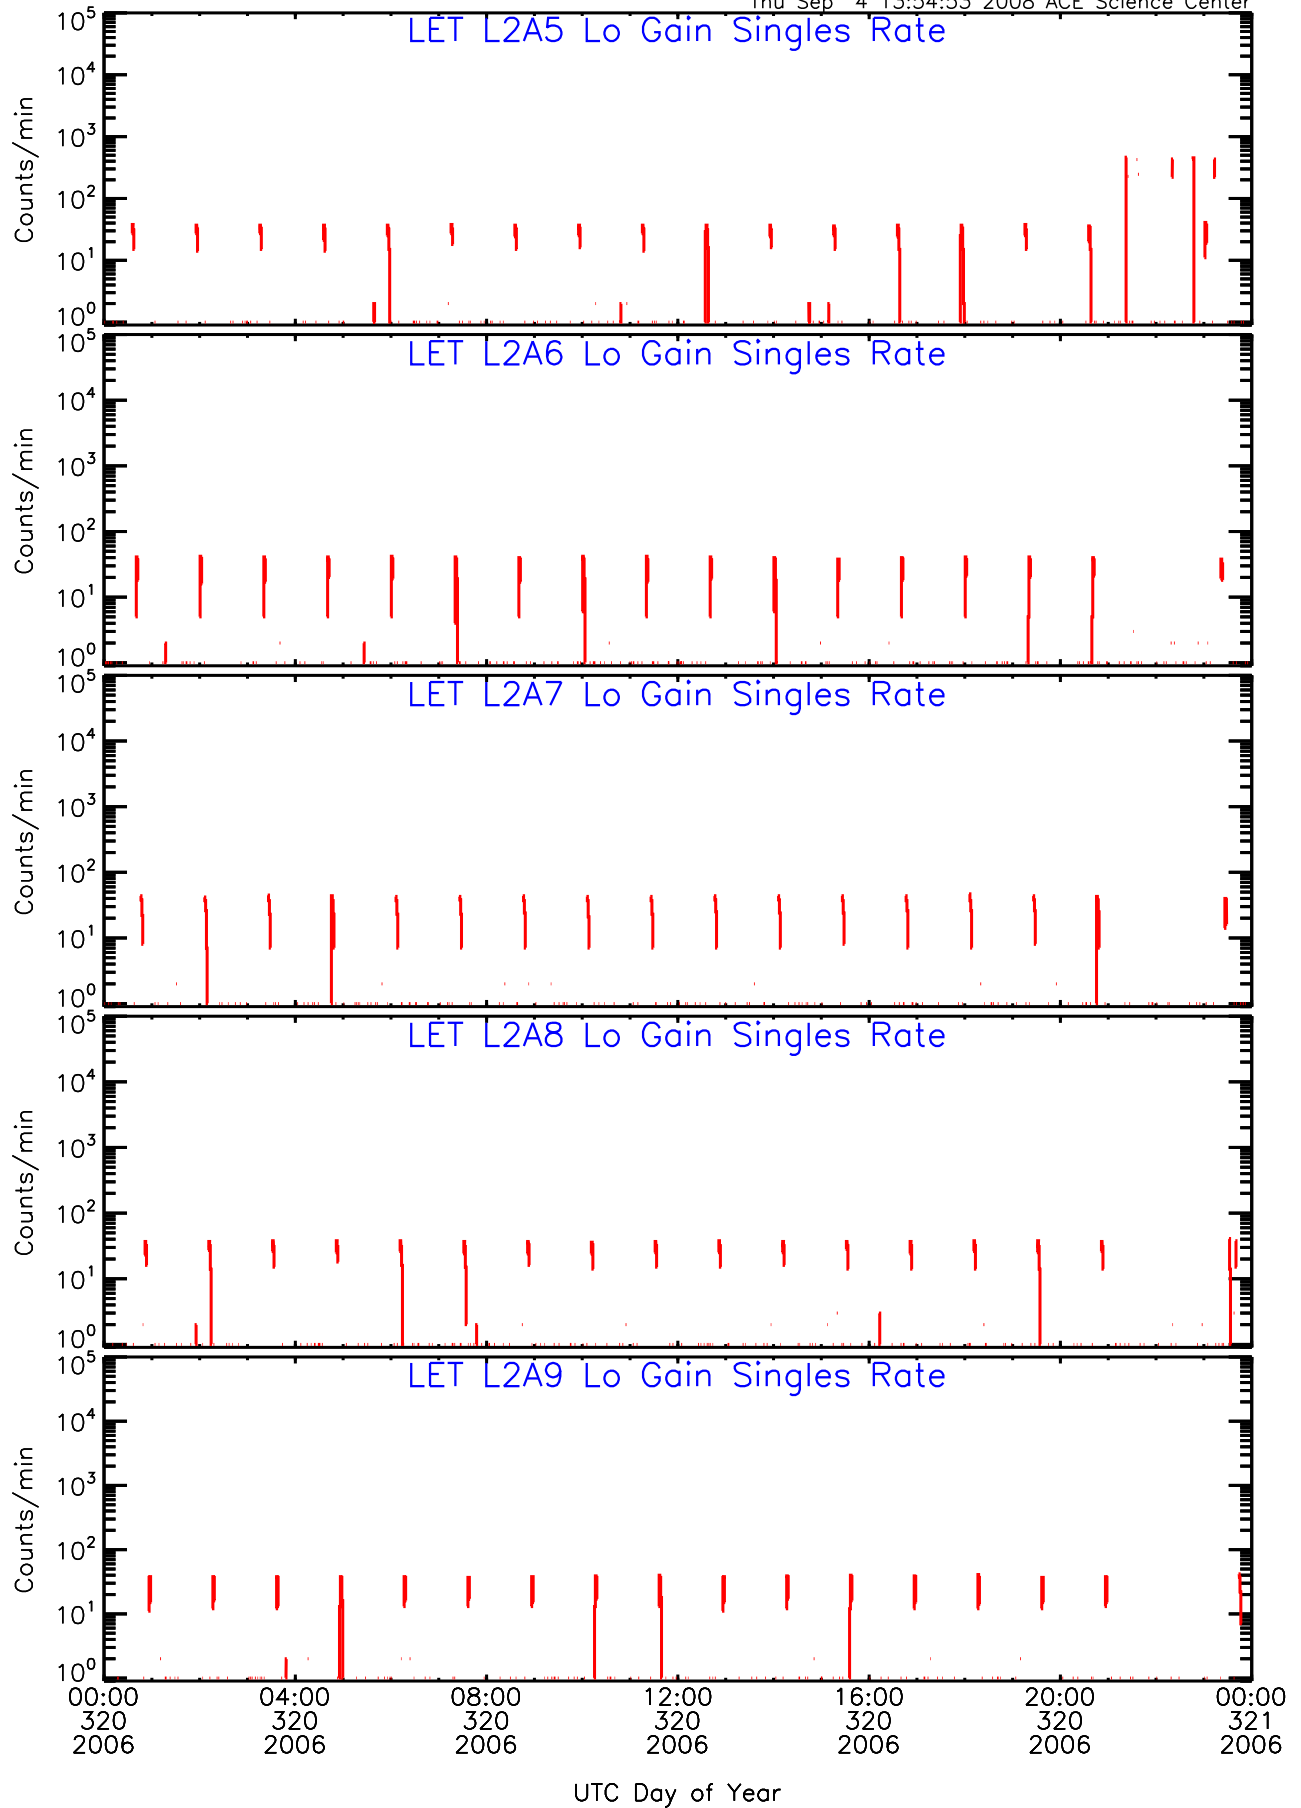 Thu Sep 4 13:54:53 2008 ACE Science Center
LET L2A5 Lo Gain Singles Rate
10^5
10^4
10^3
10^2
10^1
10^0
Counts/min
LET L2A6 Lo Gain Singles Rate
10^5
10^4
10^3
10^2
10^1
10^0
Counts/min
LET L2A7 Lo Gain Singles Rate
10^5
10^4
10^3
10^2
10^1
10^0
Counts/min
LET L2A8 Lo Gain Singles Rate
10^5
10^4
10^3
10^2
10^1
10^0
Counts/min
LET L2A9 Lo Gain Singles Rate
10^5
10^4
10^3
10^2
10^1
10^0
Counts/min
00:00 04:00 08:00 12:00 16:00 20:00 00:00
320 320 320 320 320 320 321
2006 2006 2006 2006 2006 2006 2006
UTC Day of Year